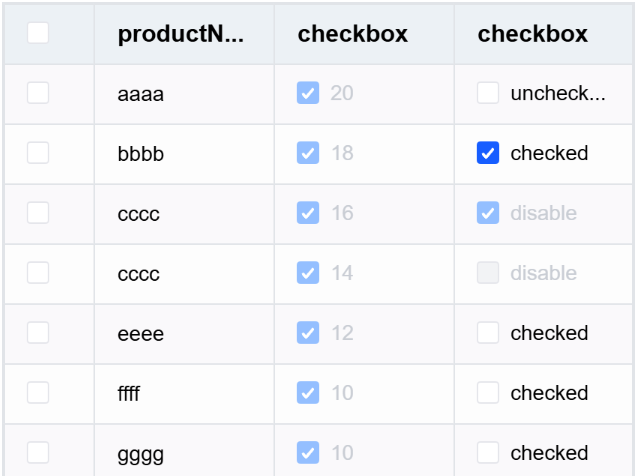 productN... checkbox checkbox
aaaa 20 uncheck...
bbbb 18 checked
cccc 16 disable
cccc 14 disable
eeee 12 checked
ffff 10 checked
gggg 10 checked